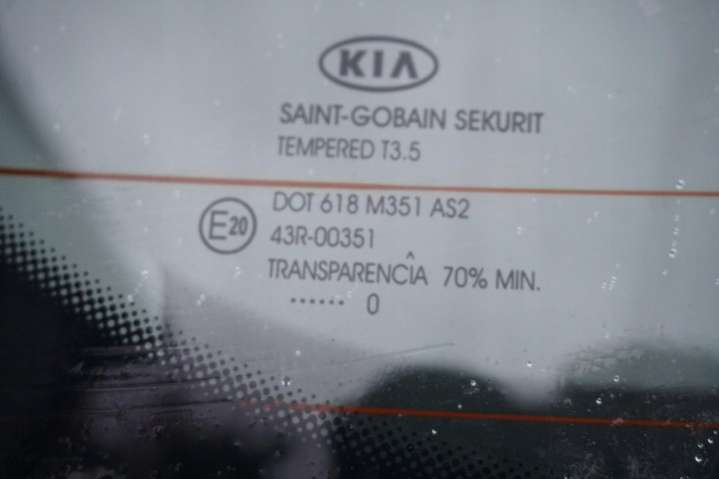 KIA
SAINT-GOBAIN SEKURIT
TEMPERED T3.5
DOT 618 M351 AS2
E20
43R-00351
TRANSPARENCÎA 70% MIN.
...... 0